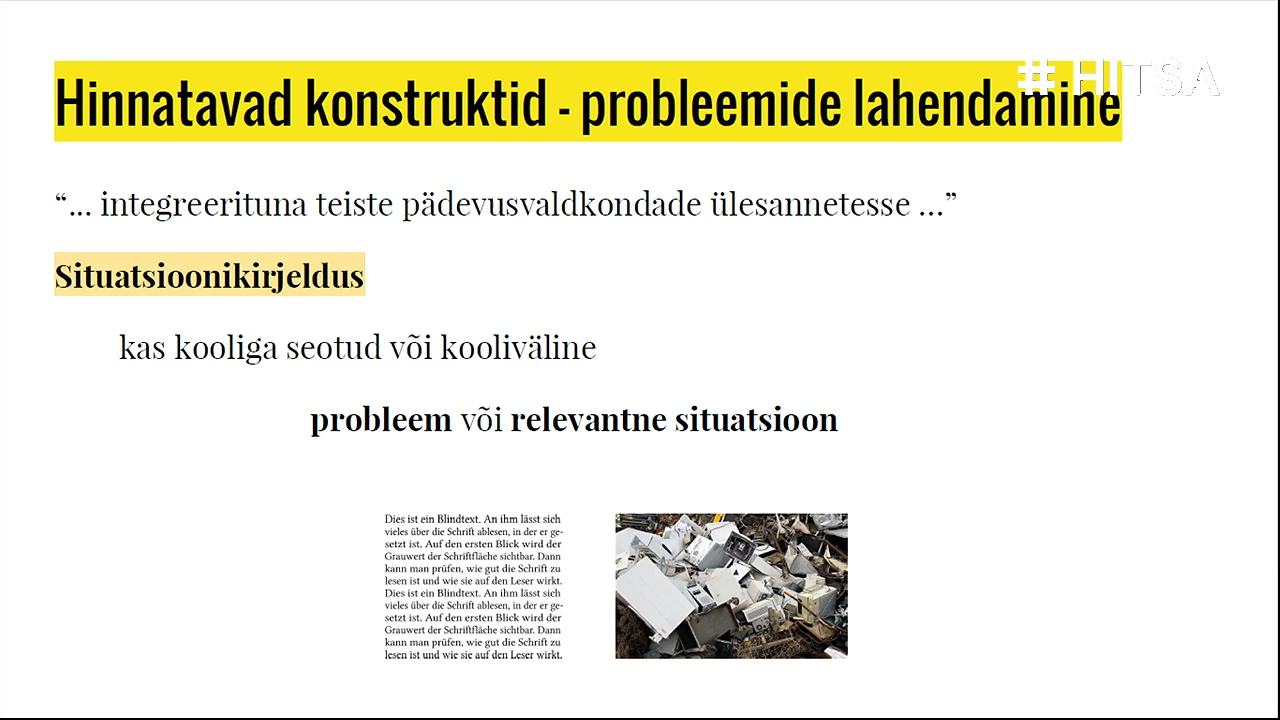 # HITSA
Hinnatavad konstruktid - probleemide lahendamine
“... integreerituna teiste pädevusvaldkondade ülesannetesse ...”
Situatsioonikirjeldus
kas kooliga seotud või kooliväline
probleem või relevantne situatsioon
Dies ist ein Blindtext. An ihm lässt sich
vieles über die Schrift ablesen, in der er ge-
setzt ist. Auf den ersten Blick wird der
Grauwert der Schriftfläche sichtbar. Dann
kann man prüfen, wie gut die Schrift zu
lesen ist und wie sie auf den Leser wirkt.
Dies ist ein Blindtext. An ihm lässt sich
vieles über die Schrift ablesen, in der er ge-
setzt ist. Auf den ersten Blick wird der
Grauwert der Schriftfläche sichtbar. Dann
kann man prüfen, wie gut die Schrift zu
lesen ist und wie sie auf den Leser wirkt.